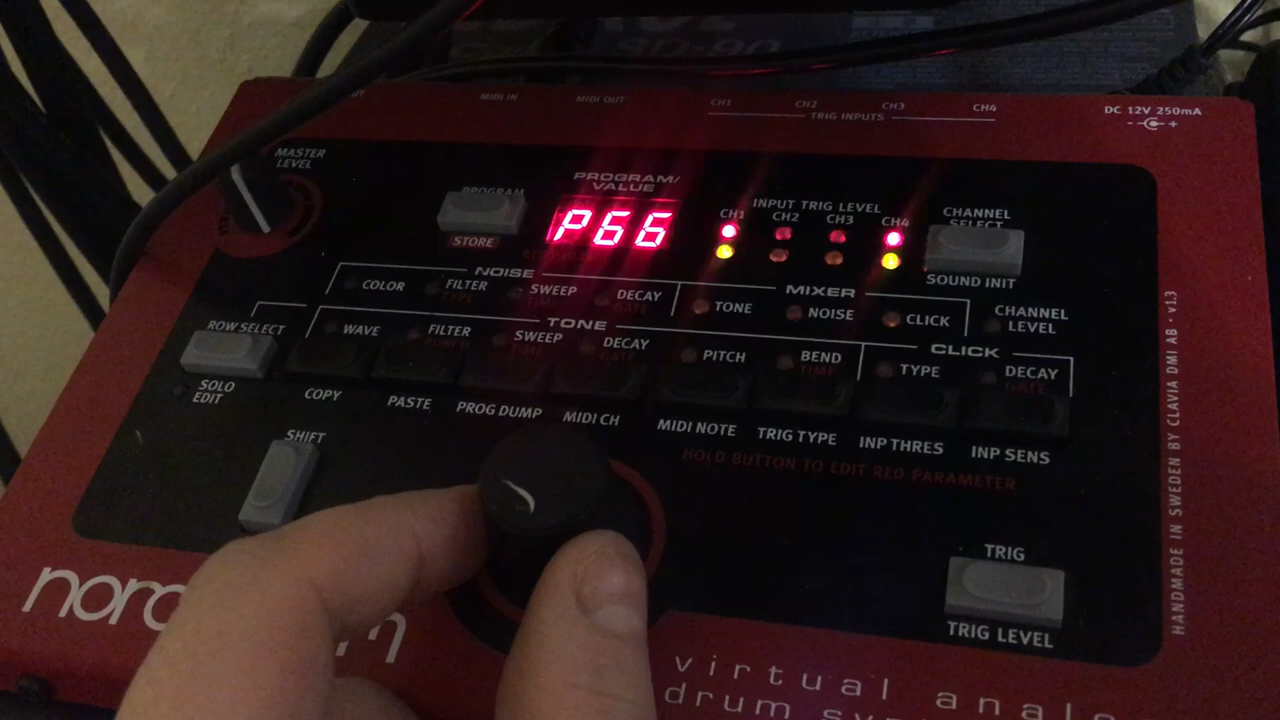 SD-90
MIDI IN
MIDI OUT
CH1
CH2
CH3
CH4
TRIG INPUTS
DC 12V 250mA
- +
MASTER
LEVEL
PROGRAM
STORE
PROGRAM/
VALUE
P66
INPUT TRIG LEVEL
CH1
CH2
CH3
CH4
CHANNEL
SELECT
SOUND INIT
NOISE
COLOR
FILTER
TYPE
SWEEP
TIME
DECAY
GATE
MIXER
TONE
NOISE
CLICK
CHANNEL
LEVEL
ROW SELECT
SOLO
EDIT
TONE
WAVE
FILTER
PUNCH
SWEEP
TIME
DECAY
GATE
PITCH
BEND
TIME
CLICK
TYPE
DECAY
GATE
COPY
PASTE
PROG DUMP
MIDI CH
MIDI NOTE
TRIG TYPE
INP THRES
INP SENS
HOLD BUTTON TO EDIT RED PARAMETER
SHIFT
TRIG
TRIG LEVEL
HANDMADE IN SWEDEN BY CLAVIA DMI AB · v1.3
virtual analo
drum syn